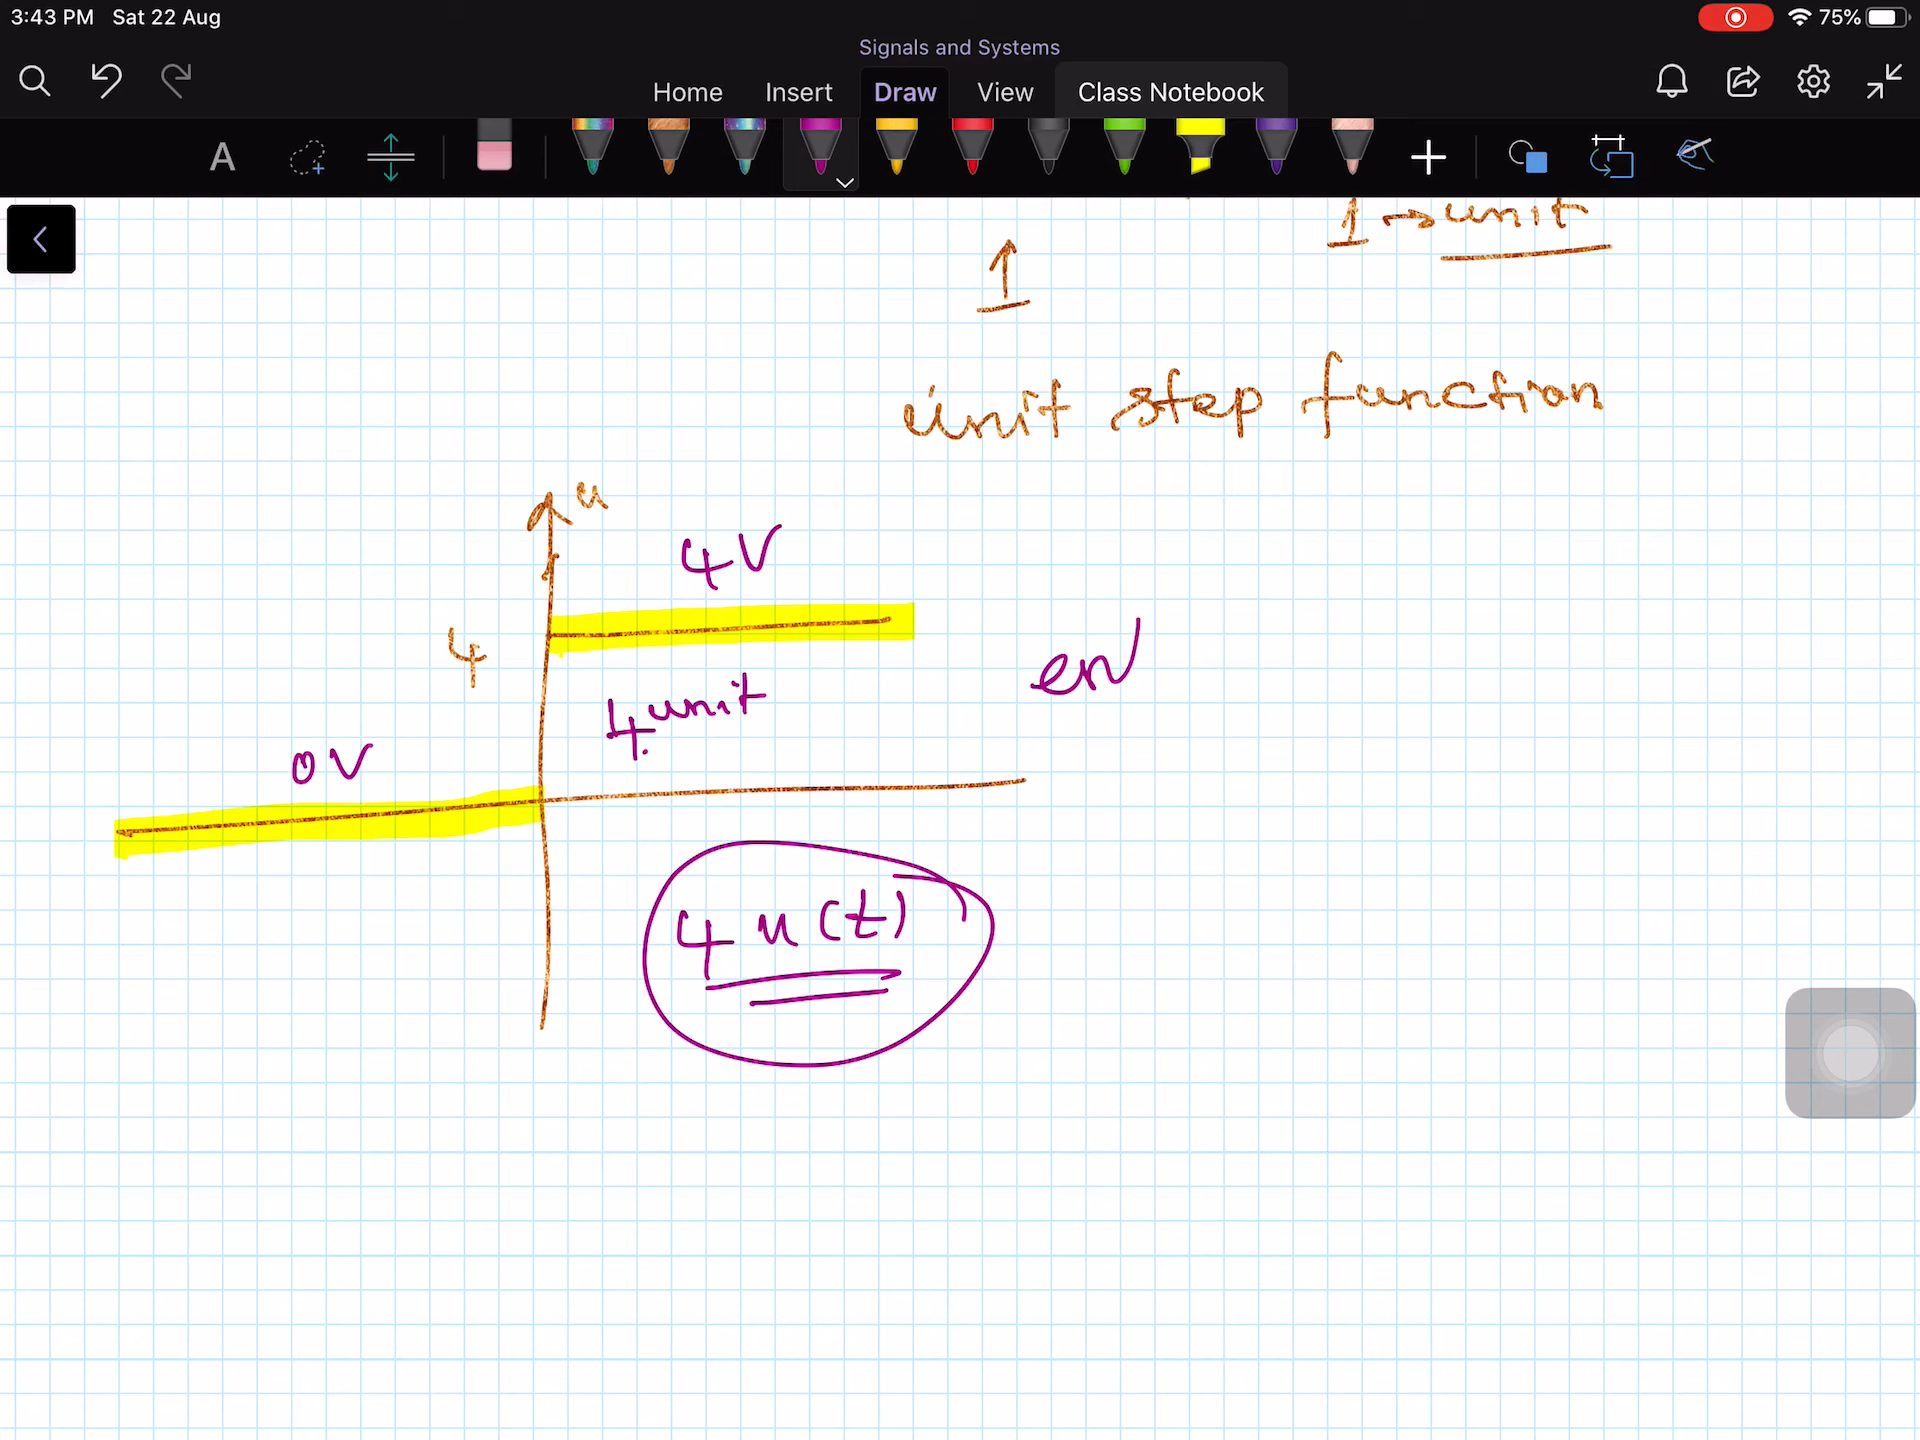 3:43 PM Sat 22 Aug
75%
Signals and Systems
Home Insert Draw View Class Notebook
A
1 → unit
1
unit step function
u
4V
4
4 unit
en
0V
4 u(t)